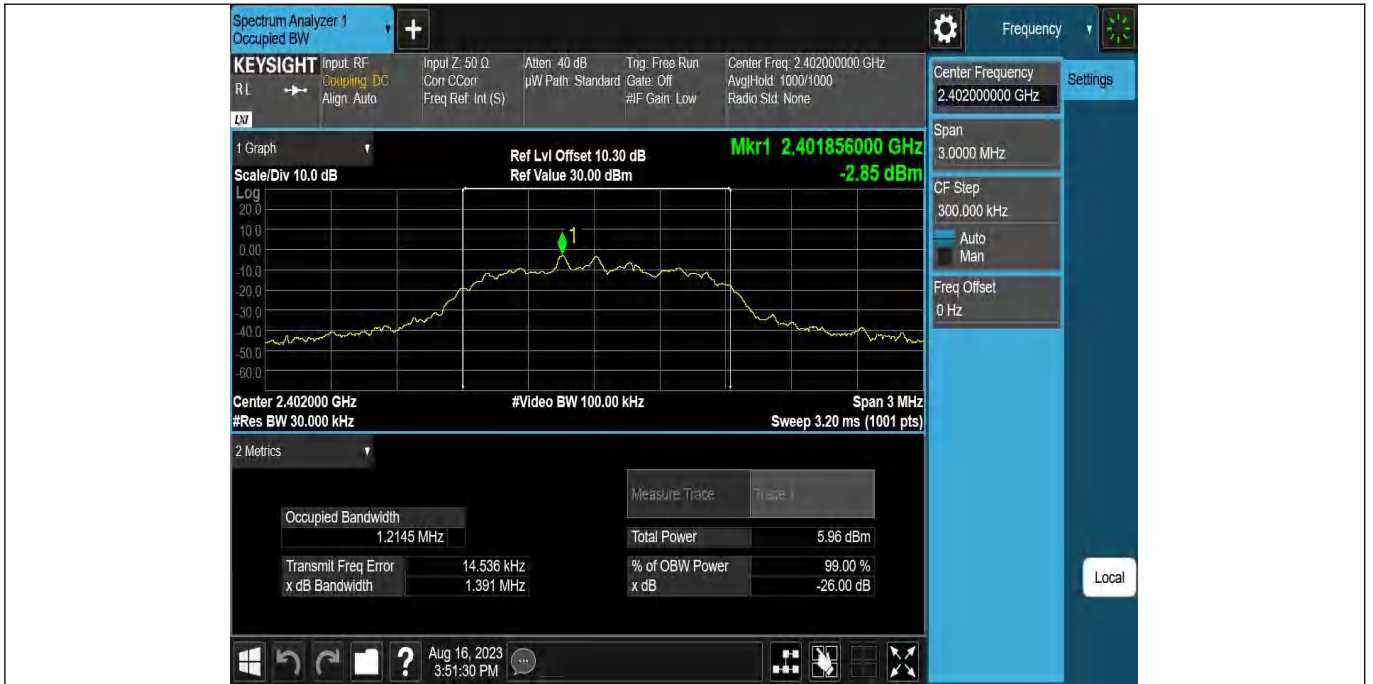 Spectrum Analyzer 1
Occupied BW
+
Frequency
KEYSIGHT
R L
LXI
Input: RF
Coupling: DC
Align: Auto
Input Z: 50 Ω
Corr CCorr
Freq Ref: Int (S)
Atten: 40 dB
µW Path: Standard
Trig: Free Run
Gate: Off
#IF Gain: Low
Center Freq: 2.402000000 GHz
Avg|Hold: 1000/1000
Radio Std: None
Center Frequency
2.402000000 GHz
Settings
Span
3.0000 MHz
CF Step
300.000 kHz
Auto
Man
Freq Offset
0 Hz
1 Graph
Scale/Div 10.0 dB
Ref Lvl Offset 10.30 dB
Ref Value 30.00 dBm
Mkr1 2.401856000 GHz
-2.85 dBm
Log
20.0
10.0
0.00
-10.0
-20.0
-30.0
-40.0
-50.0
-60.0
1
Center 2.402000 GHz
#Res BW 30.000 kHz
#Video BW 100.00 kHz
Span 3 MHz
Sweep 3.20 ms (1001 pts)
2 Metrics
Measure Trace Trace 1
Occupied Bandwidth
1.2145 MHz
Total Power 5.96 dBm
Transmit Freq Error 14.536 kHz
% of OBW Power 99.00 %
x dB Bandwidth 1.391 MHz
x dB -26.00 dB
Local
?
Aug 16, 2023
3:51:30 PM